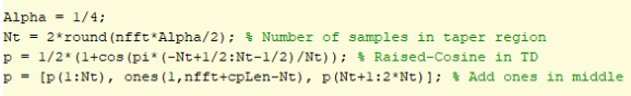 Alpha = 1/4;
Nt = 2*round(nfft*Alpha/2); % Number of samples in taper region
p = 1/2*(1+cos(pi*(-Nt+1/2:Nt-1/2)/Nt)); % Raised-Cosine in TD
p = [p(1:Nt), ones(1,nfft+cpLen-Nt), p(Nt+1:2*Nt)]; % Add ones in middle